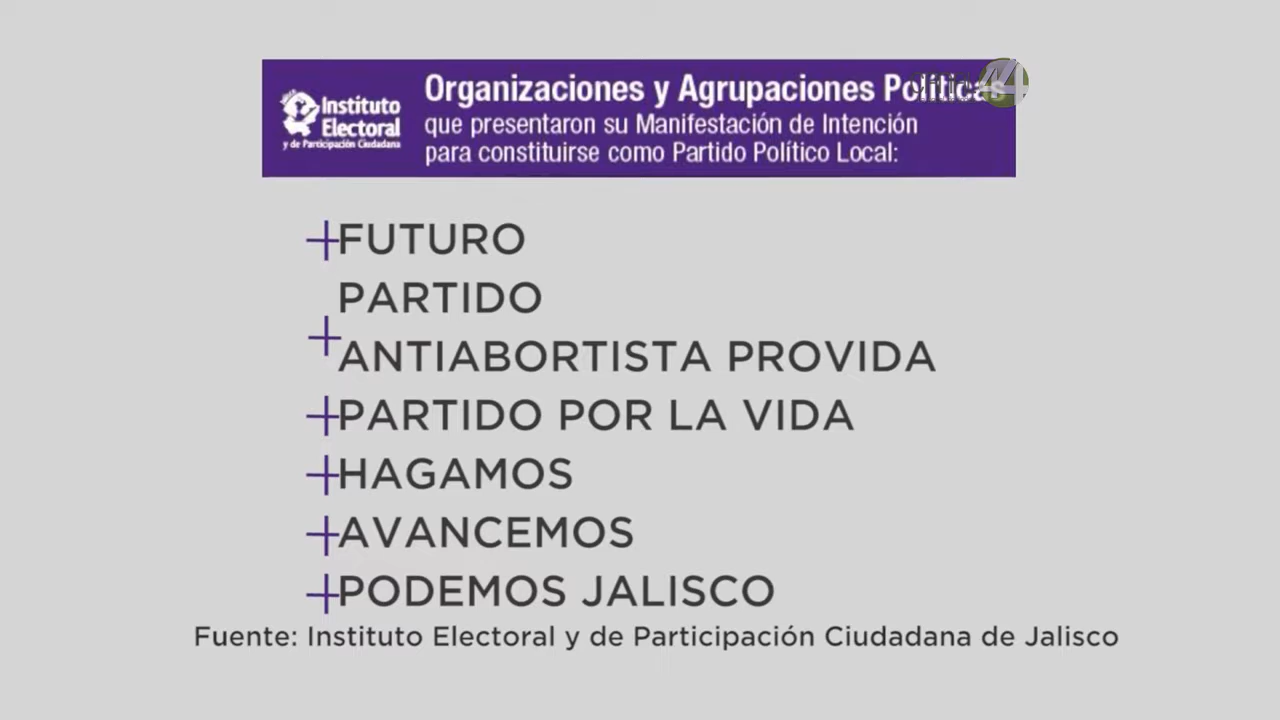 Instituto
Electoral
y de Participación Ciudadana
Organizaciones y Agrupaciones Políticas
que presentaron su Manifestación de Intención
para constituirse como Partido Político Local:
44
FUTURO
PARTIDO
ANTIABORTISTA PROVIDA
PARTIDO POR LA VIDA
HAGAMOS
AVANCEMOS
PODEMOS JALISCO
Fuente: Instituto Electoral y de Participación Ciudadana de Jalisco